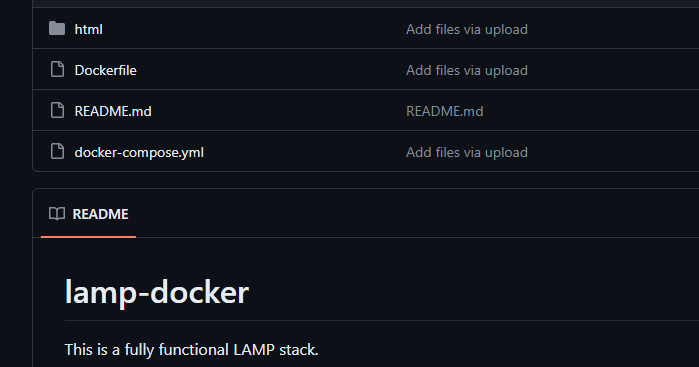 html Add files via upload
Dockerfile Add files via upload
README.md README.md
docker-compose.yml Add files via upload
README
lamp-docker
This is a fully functional LAMP stack.